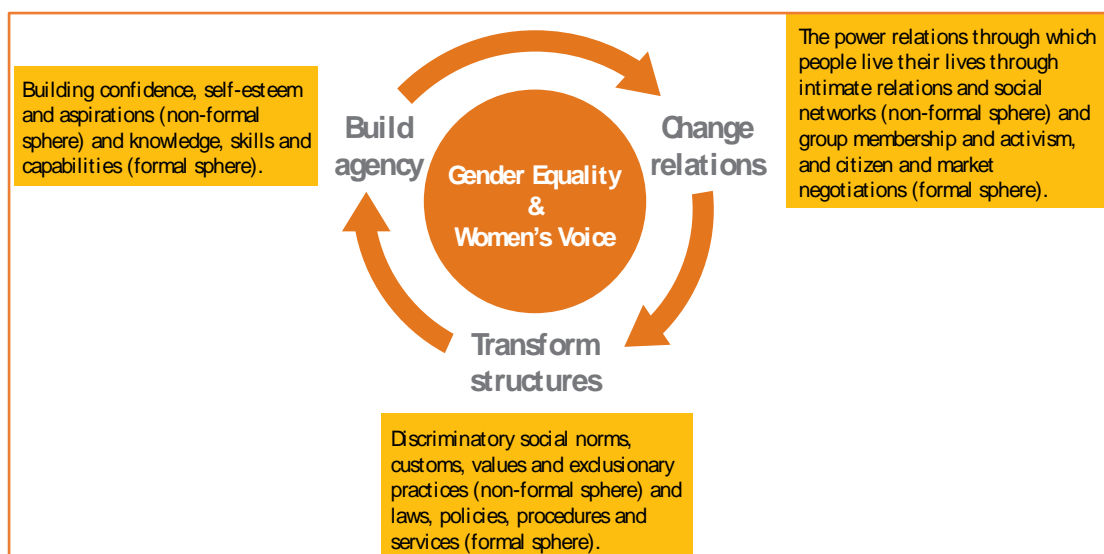 Building confidence, self-esteem
and aspirations (non-formal
sphere) and knowledge, skills and
capabilities (formal sphere).
Build
agency
Gender Equality
&
Women's Voice
Change
relations
The power relations through which
people live their lives through
intimate relations and social
networks (non-formal sphere) and
group membership and activism,
and citizen and market
negotiations (formal sphere).
Transform
structures
Discriminatory social norms,
customs, values and exclusionary
practices (non-formal sphere) and
laws, policies, procedures and
services (formal sphere).